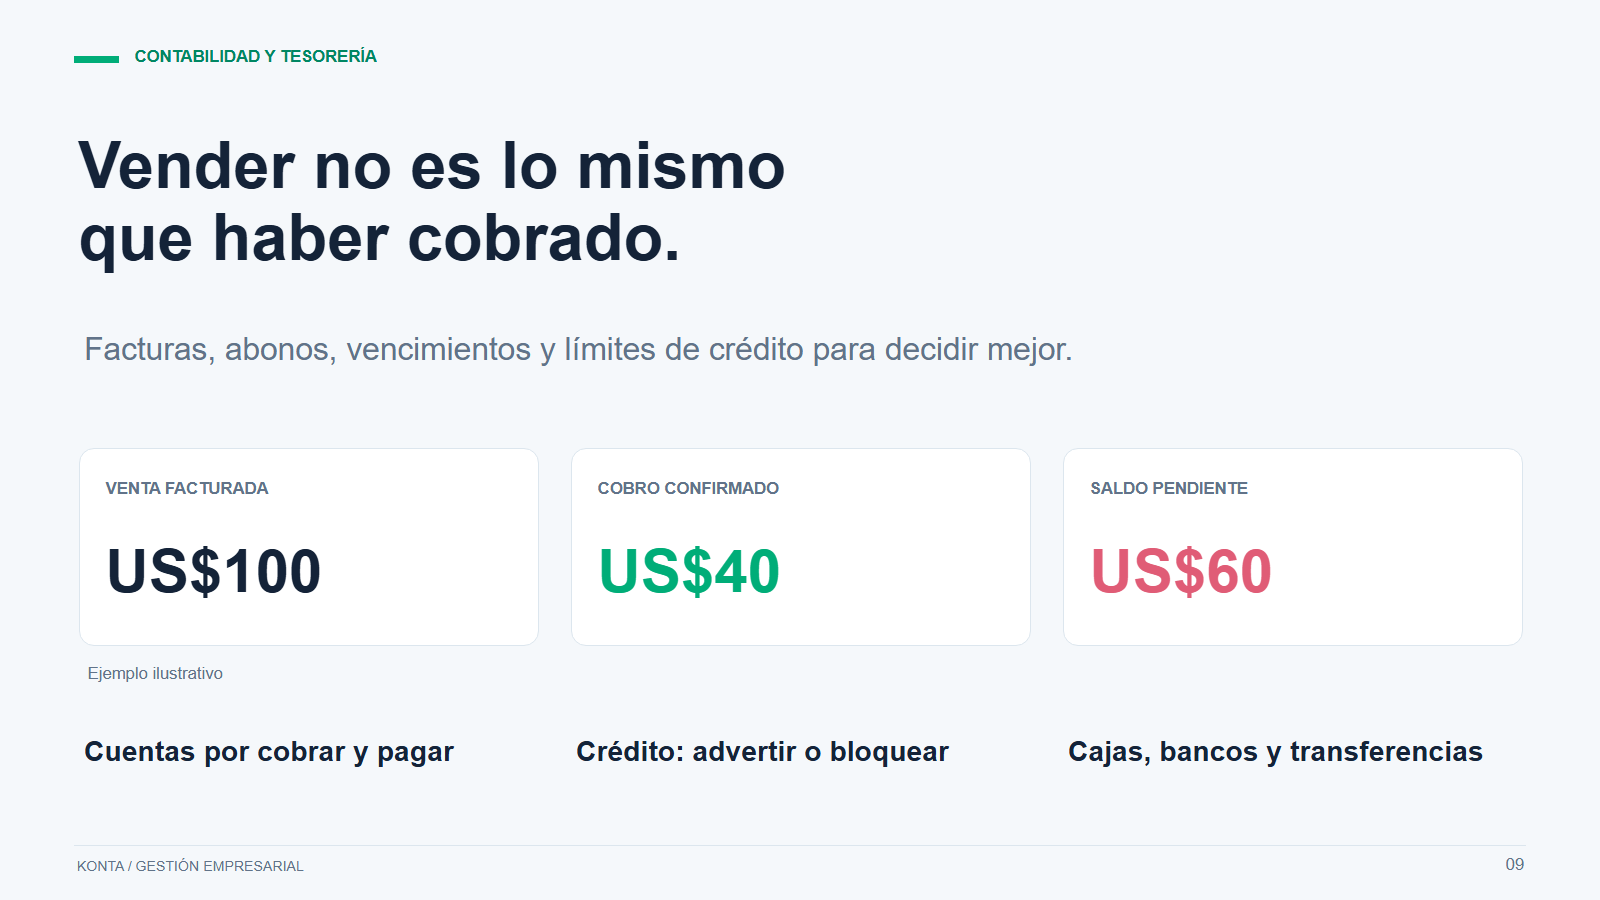 CONTABILIDAD Y TESORERÍA
Vender no es lo mismo
que haber cobrado.
Facturas, abonos, vencimientos y límites de crédito para decidir mejor.
VENTA FACTURADA
US$100
COBRO CONFIRMADO
US$40
SALDO PENDIENTE
US$60
Ejemplo ilustrativo
Cuentas por cobrar y pagar
Crédito: advertir o bloquear
Cajas, bancos y transferencias
KONTA / GESTIÓN EMPRESARIAL
09